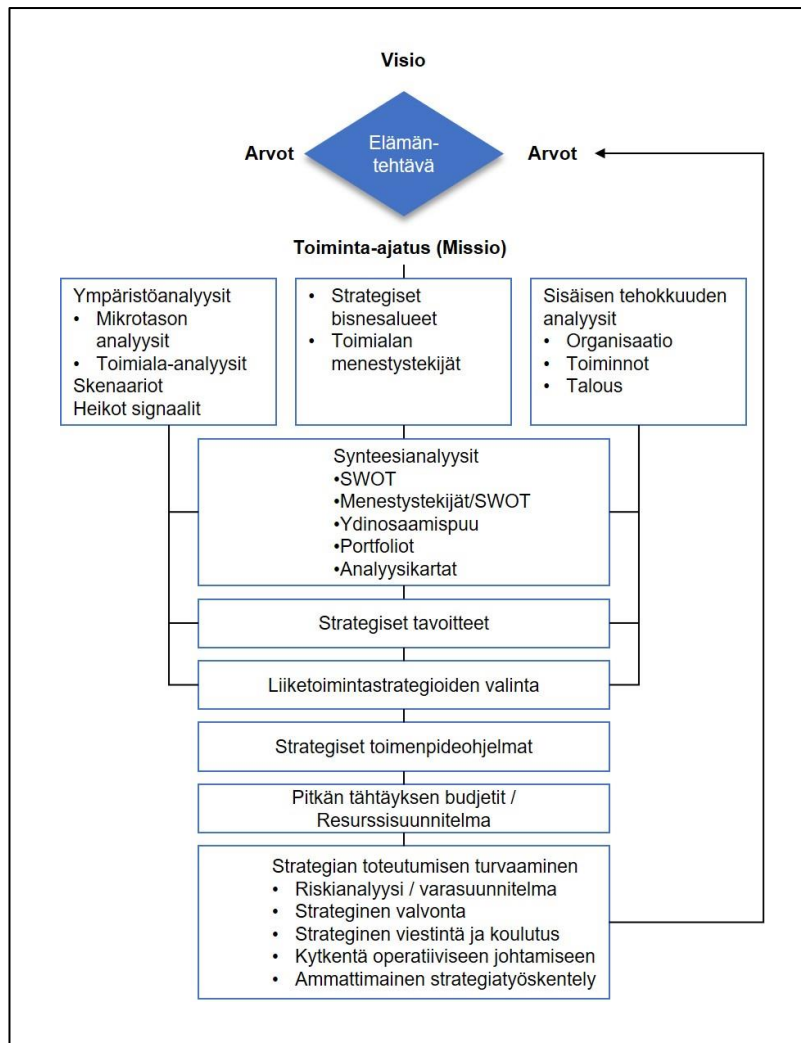 Visio
Arvot
Elämän-
tehtävä
Arvot
Toiminta-ajatus (Missio)
Ympäristöanalyysit
• Mikrotason
analyysit
• Toimiala-analyysit
Skenaariot
Heikot signaalit
• Strategiset
bisnesalueet
• Toimialan
menestystekijät
Sisäisen tehokkuuden
analyysit
• Organisaatio
• Toiminnot
• Talous
Synteesianalyysit
•SWOT
•Menestystekijät/SWOT
•Ydinosaamispuu
•Portfoliot
•Analyysikartat
Strategiset tavoitteet
Liiketoimintastrategioiden valinta
Strategiset toimenpideohjelmat
Pitkän tähtäyksen budjetit /
Resurssisuunnitelma
Strategian toteutumisen turvaaminen
• Riskianalyysi / varasuunnitelma
• Strateginen valvonta
• Strateginen viestintä ja koulutus
• Kytkentä operatiiviseen johtamiseen
• Ammattimainen strategiatyöskentely